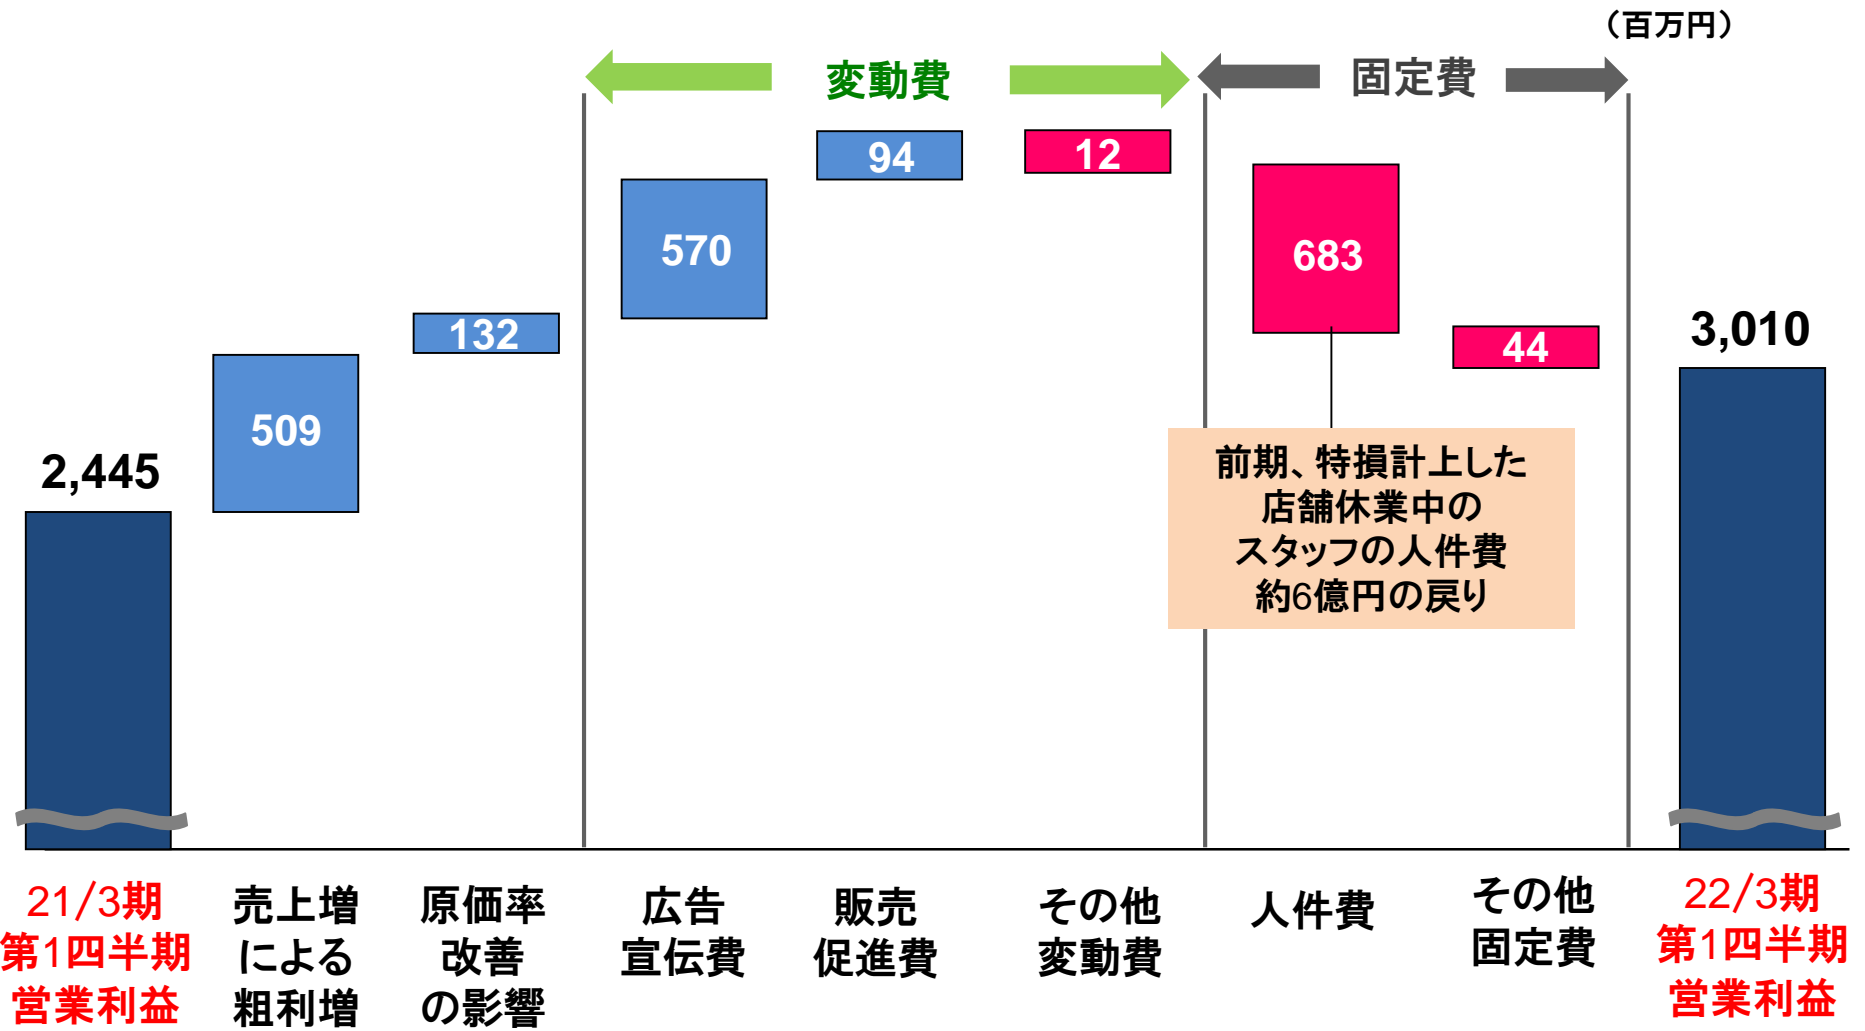 （百万円）
変動費
固定費
94
12
570
683
132
44
3,010
509
2,445
前期、特損計上した
店舗休業中の
スタッフの人件費
約6億円の戻り
21/3期
第1四半期
営業利益
売上増
による
粗利増
原価率
改善
の影響
広告
宣伝費
販売
促進費
その他
変動費
人件費
その他
固定費
22/3期
第1四半期
営業利益